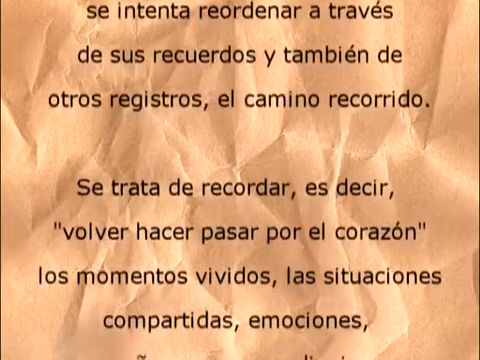 se intenta reordenar a través
de sus recuerdos y también de
otros registros, el camino recorrido.
Se trata de recordar, es decir,
"volver hacer pasar por el corazón"
los momentos vividos, las situaciones
compartidas, emociones,